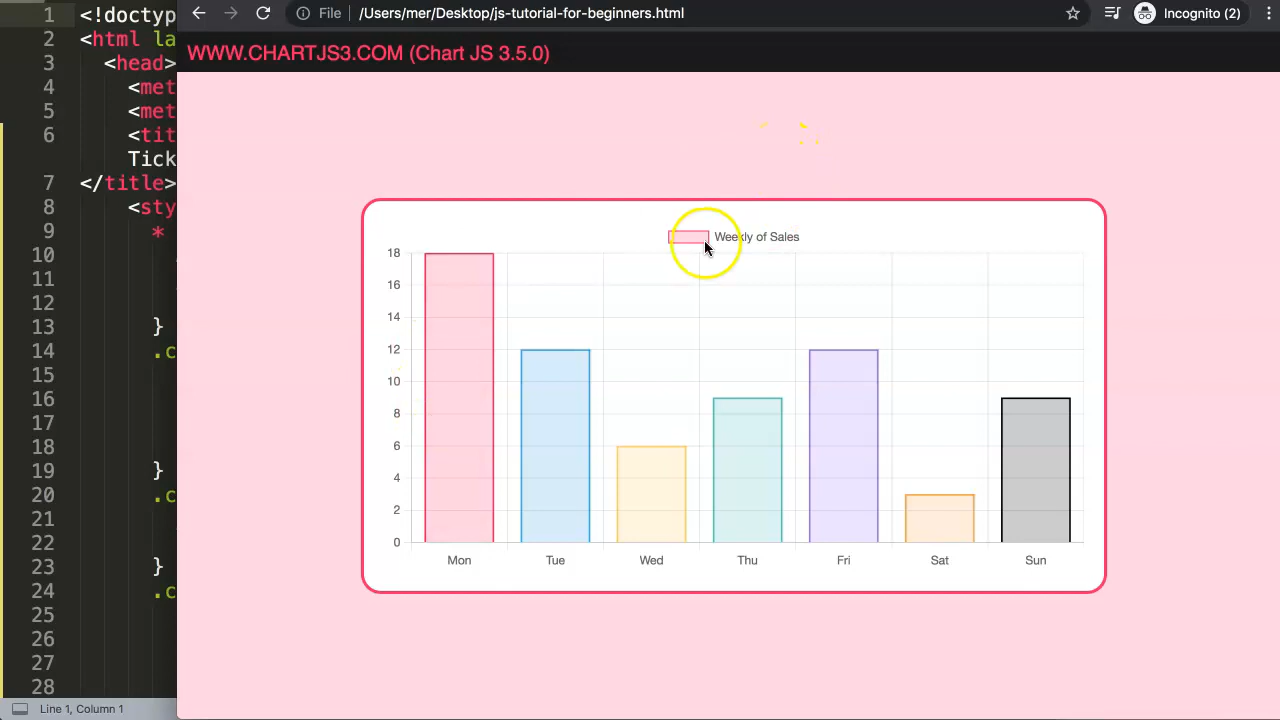 File | /Users/mer/Desktop/js-tutorial-for-beginners.html
Incognito (2)
WWW.CHARTJS3.COM (Chart JS 3.5.0)
1 <!doctyp
2 <html la
3 <head>
4 <met
5 <met
6 <tit
Tick
7 </title>
8 <sty
9 *
10
11
12
13 }
14 .c
15
16
17
18
19 }
20 .c
21
22
23 }
24 .c
25
26
27
28
Line 1, Column 1
Weekly of Sales
18
16
14
12
10
8
6
4
2
0
Mon Tue Wed Thu Fri Sat Sun